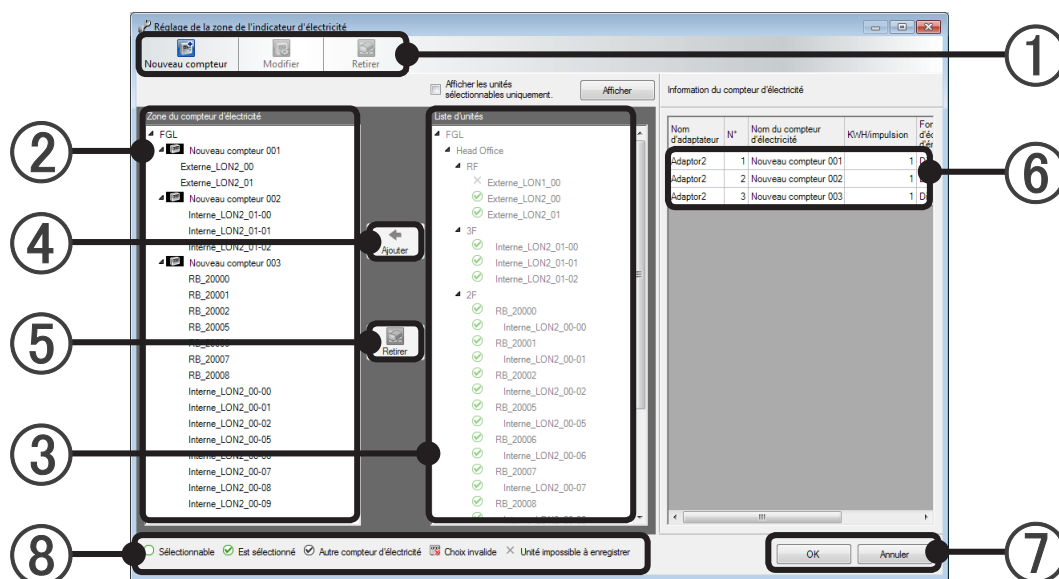 Réglage de la zone de l'indicateur d'électricité
Nouveau compteur
Modifier
Retirer
1
Afficher les unités
sélectionnables uniquement.
Afficher
Information du compteur d'électricité
Zone du compteur d'électricité
FGL
Nouveau compteur 001
Externe_LON2_00
Externe_LON2_01
Nouveau compteur 002
Interne_LON2_01-00
Interne_LON2_01-01
Interne_LON2_01-02
Nouveau compteur 003
RB_20000
RB_20001
RB_20002
RB_20005
RB_20007
RB_20008
Interne_LON2_00-00
Interne_LON2_00-01
Interne_LON2_00-02
Interne_LON2_00-05
Interne_LON2_00-07
Interne_LON2_00-08
Interne_LON2_00-09
2
4
Ajouter
5
Retirer
3
Liste d'unités
FGL
Head Office
RF
Externe_LON1_00
Externe_LON2_00
Externe_LON2_01
3F
Interne_LON2_01-00
Interne_LON2_01-01
Interne_LON2_01-02
2F
RB_20000
Interne_LON2_00-00
RB_20001
Interne_LON2_00-01
RB_20002
Interne_LON2_00-02
RB_20005
Interne_LON2_00-05
RB_20006
Interne_LON2_00-06
RB_20007
Interne_LON2_00-07
RB_20008
Nom d'adaptateur N° Nom du compteur d'électricité KWH/impulsion
Adaptor2 1 Nouveau compteur 001 1
Adaptor2 2 Nouveau compteur 002 1
Adaptor2 3 Nouveau compteur 003 1
6
8
Sélectionnable Est sélectionné Autre compteur d'électricité Choix invalide Unité impossible à enregistrer
OK
Annuler
7